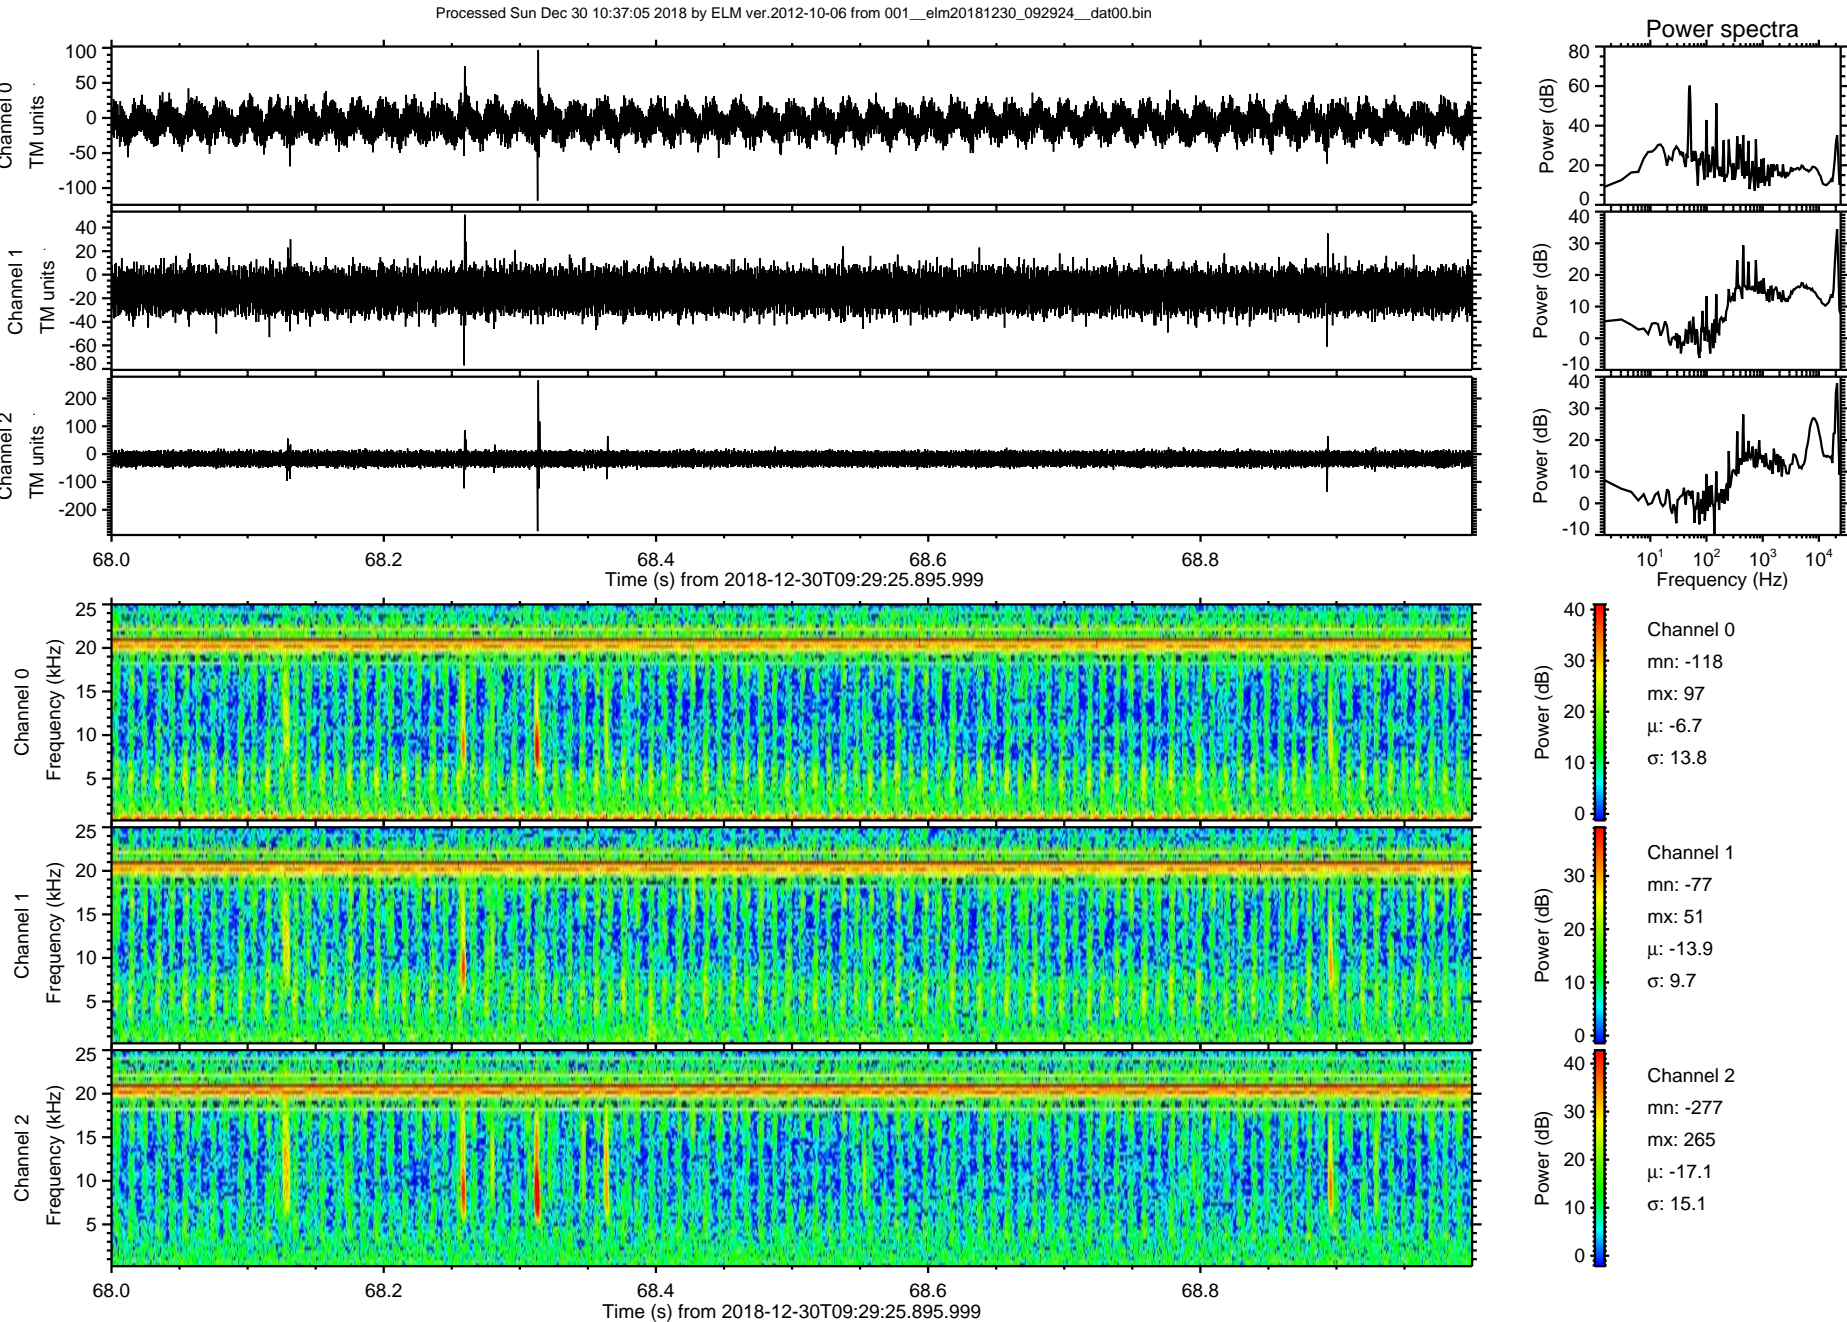 Processed Sun Dec 30 10:37:05 2018 by ELM ver.2012-10-06 from 001__elm20181230_092924__dat00.bin
Power spectra
Channel 0
TM units
100
50
0
-50
-100
Power (dB)
80
60
40
20
0
Channel 1
TM units
40
20
0
-20
-40
-60
-80
Power (dB)
40
30
20
10
0
-10
Channel 2
TM units
200
100
0
-100
-200
Power (dB)
40
30
20
10
0
-10
68.0 68.2 68.4 68.6 68.8
Time (s) from 2018-12-30T09:29:25.895.999
10^1 10^2 10^3 10^4
Frequency (Hz)
Channel 0
Frequency (kHz)
25
20
15
10
5
Power (dB)
40
30
20
10
0
Channel 0
mn: -118
mx: 97
µ: -6.7
σ: 13.8
Channel 1
Frequency (kHz)
25
20
15
10
5
Power (dB)
30
20
10
0
Channel 1
mn: -77
mx: 51
µ: -13.9
σ: 9.7
Channel 2
Frequency (kHz)
25
20
15
10
5
Power (dB)
40
30
20
10
0
Channel 2
mn: -277
mx: 265
µ: -17.1
σ: 15.1
68.0 68.2 68.4 68.6 68.8
Time (s) from 2018-12-30T09:29:25.895.999